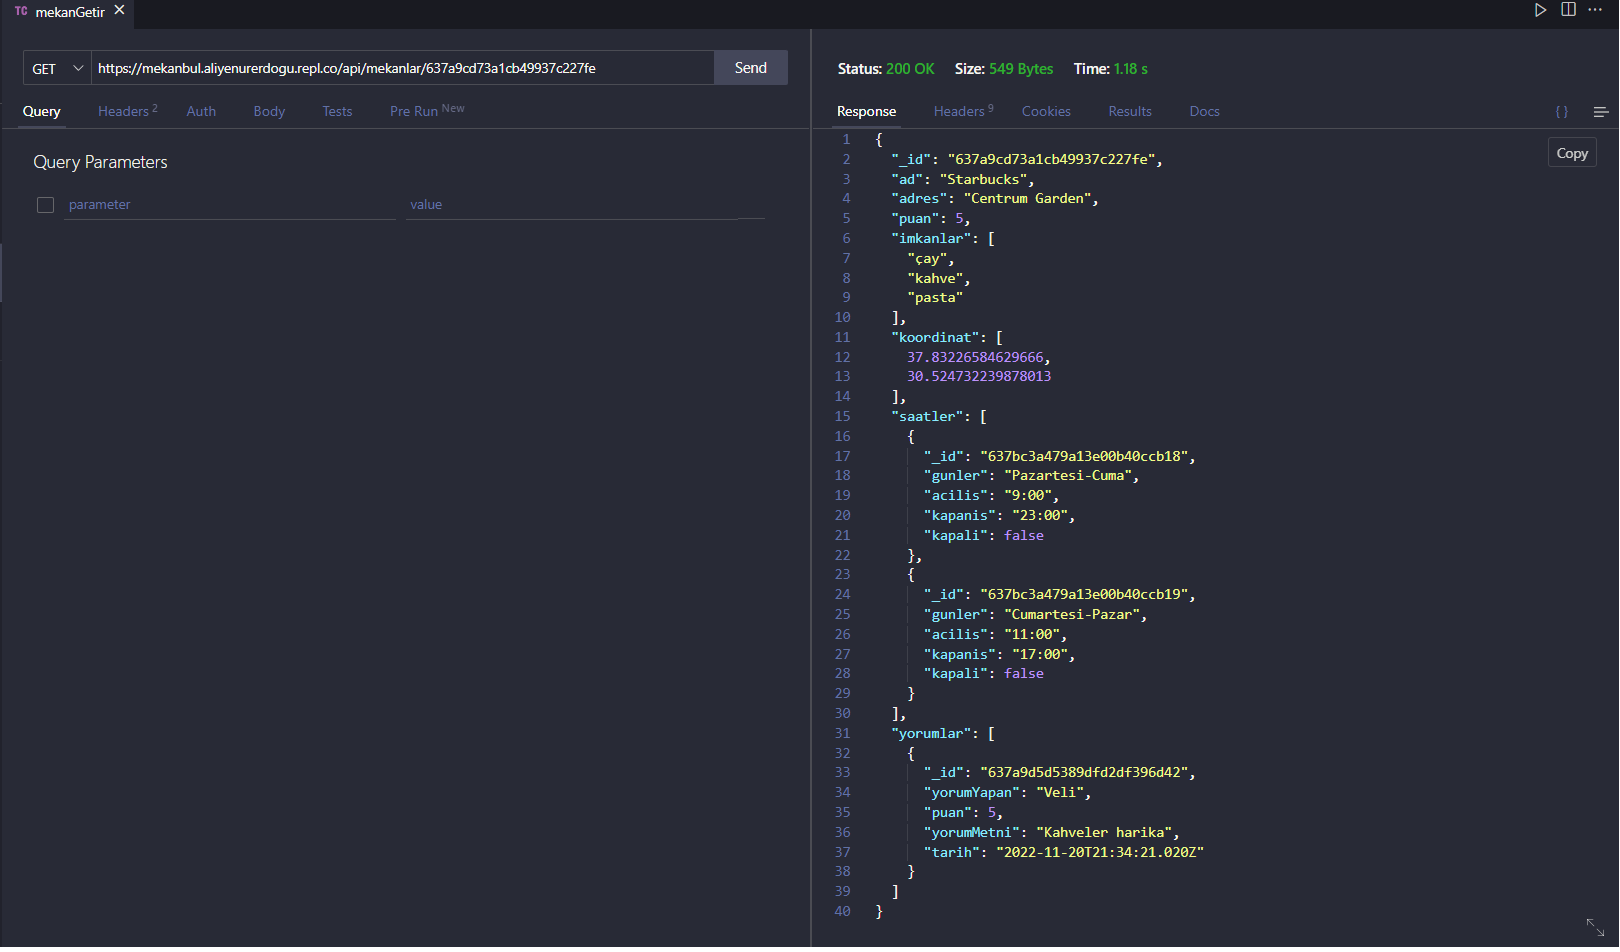 TC mekanGetir
GET https://mekanbul.aliyenurerdogu.repl.co/api/mekanlar/637a9cd73a1cb49937c227fe Send
Query Headers 2 Auth Body Tests Pre Run New
Query Parameters
parameter value
Status: 200 OK Size: 549 Bytes Time: 1.18 s
Response Headers 9 Cookies Results Docs { }
Copy
1 {
2 "_id": "637a9cd73a1cb49937c227fe",
3 "ad": "Starbucks",
4 "adres": "Centrum Garden",
5 "puan": 5,
6 "imkanlar": [
7 "çay",
8 "kahve",
9 "pasta"
10 ],
11 "koordinat": [
12 37.83226584629666,
13 30.524732239878013
14 ],
15 "saatler": [
16 {
17 "_id": "637bc3a479a13e00b40ccb18",
18 "gunler": "Pazartesi-Cuma",
19 "acilis": "9:00",
20 "kapanis": "23:00",
21 "kapali": false
22 },
23 {
24 "_id": "637bc3a479a13e00b40ccb19",
25 "gunler": "Cumartesi-Pazar",
26 "acilis": "11:00",
27 "kapanis": "17:00",
28 "kapali": false
29 }
30 ],
31 "yorumlar": [
32 {
33 "_id": "637a9d5d5389dfd2df396d42",
34 "yorumYapan": "Veli",
35 "puan": 5,
36 "yorumMetni": "Kahveler harika",
37 "tarih": "2022-11-20T21:34:21.020Z"
38 }
39 ]
40 }